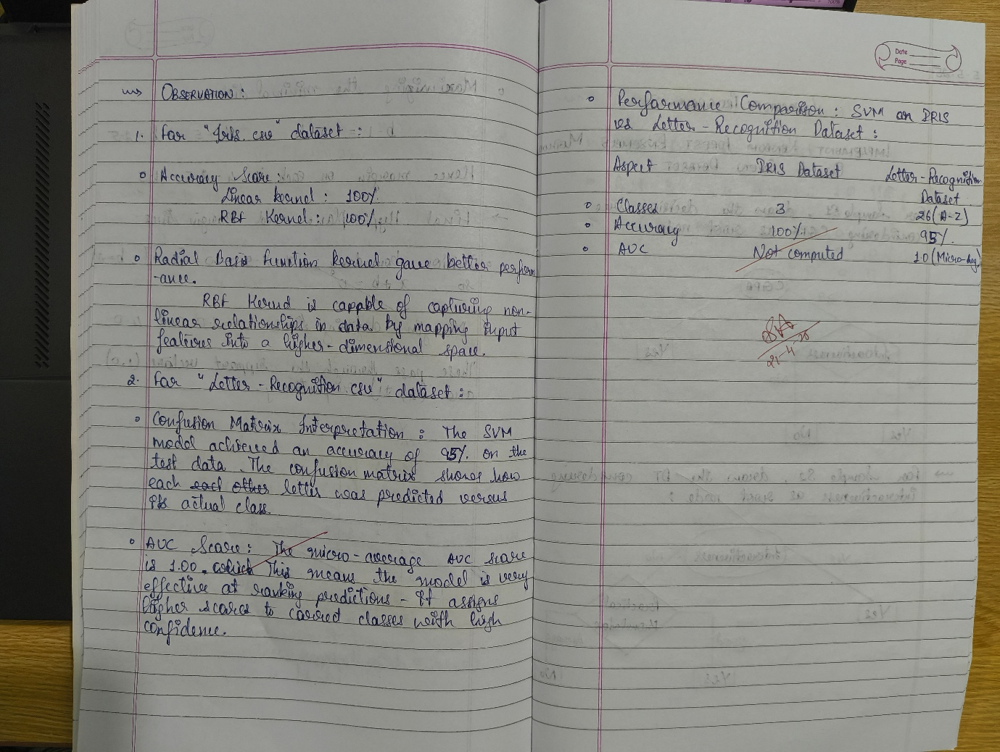 OBSERVATION :
1. For "Iris.csv" dataset :
Accuracy Score :
Linear kernel : 100%
RBF Kernel : 100%
Radial Basis Function kernel gave better perform
-ance.
RBF Kernel is capable of capturing non-
linear relationships in data by mapping input
features into a higher-dimensional space.
2. For "Letter-Recognition.csv" dataset :
Confusion Matrix Interpretation : The SVM
model achieved an accuracy of 95% on the
test data. The confusion matrix shows how
each each other letter was predicted versus
its actual class.
AUC Score : The micro-average AUC score
is 1.00. which This means the model is very
effective at ranking predictions - it assigns
higher scores to correct classes with high
confidence.
Date
Page
Performance Comparison : SVM on IRIS
vs Letter-Recognition Dataset :
Aspect IRIS Dataset Letter-Recognition
Dataset
Classes 3 26(A-Z)
Accuracy 100% 95%.
AUC Not computed 1.0 (Micro-Avg)